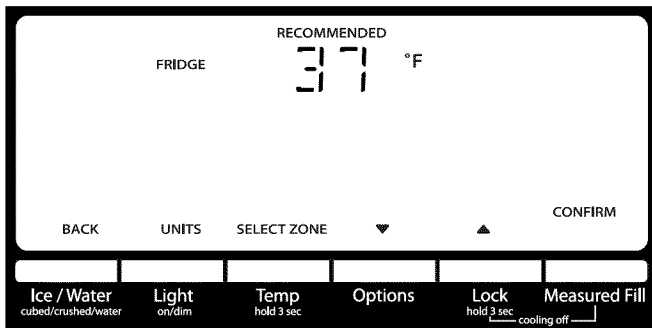 RECOMMENDED
FRIDGE 37 °F
CONFIRM
BACK UNITS SELECT ZONE ▼ ▲
Ice / Water Light Temp Options Lock Measured Fill
cubed/crushed/water on/dim hold 3 sec hold 3 sec
cooling off